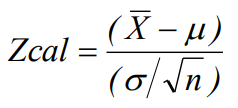 Zcal = ( X̅ − μ ) / ( σ/√n )